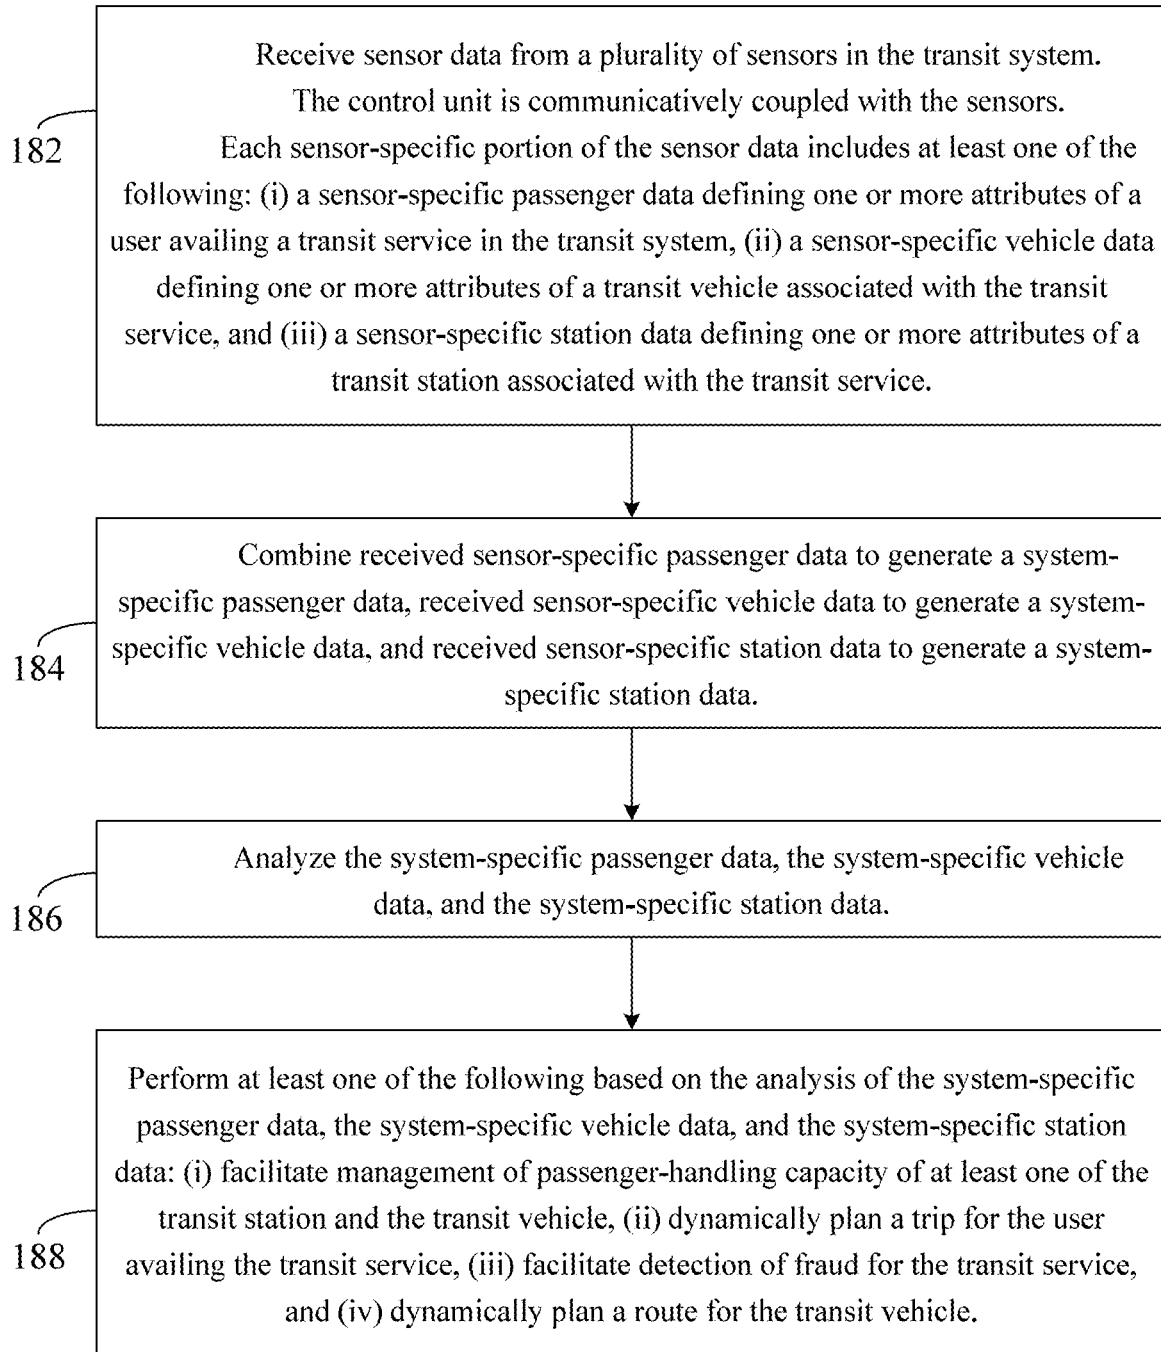 Receive sensor data from a plurality of sensors in the transit system.
The control unit is communicatively coupled with the sensors.
182
Each sensor-specific portion of the sensor data includes at least one of the
following: (i) a sensor-specific passenger data defining one or more attributes of a
user availing a transit service in the transit system, (ii) a sensor-specific vehicle data
defining one or more attributes of a transit vehicle associated with the transit
service, and (iii) a sensor-specific station data defining one or more attributes of a
transit station associated with the transit service.
Combine received sensor-specific passenger data to generate a system-
specific passenger data, received sensor-specific vehicle data to generate a system-
specific vehicle data, and received sensor-specific station data to generate a system-
184
specific station data.
Analyze the system-specific passenger data, the system-specific vehicle
data, and the system-specific station data.
186
Perform at least one of the following based on the analysis of the system-specific
passenger data, the system-specific vehicle data, and the system-specific station
data: (i) facilitate management of passenger-handling capacity of at least one of the
transit station and the transit vehicle, (ii) dynamically plan a trip for the user
188
availing the transit service, (iii) facilitate detection of fraud for the transit service,
and (iv) dynamically plan a route for the transit vehicle.